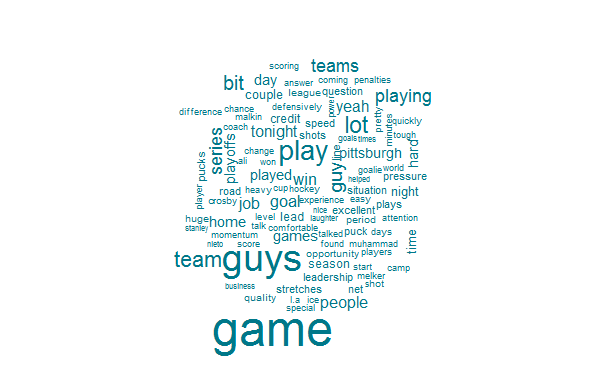 scoring
teams
bit day answer coming penalties
couple league question playing
difference chance defensively power yeah pretty quickly
malkin credit speed lot minutes
coach tonight shots goals times tough
series playoffs change play line pittsburgh hard
pucks ali won guy goalie world
played win helped pressure
player road heavy cup hockey situation night
crosby job goal experience easy plays
huge home level lead nice excellent attention
stanley talk comfortable laughter period
momentum games talked puck days time
nieto score found muhammad
team guys opportunity players
season start camp
leadership melker
business stretches net shot
quality l.a ice people
special
game